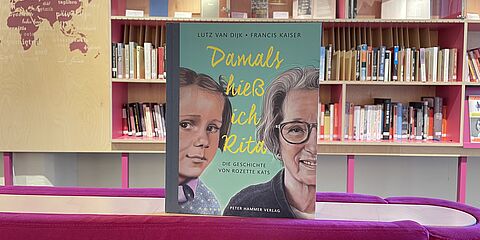 LUTZ VAN DIJK • FRANCIS KAISER
Damals
hieß
ich
Rita
DIE GESCHICHTE
VON ROZETTE KATS
PETER HAMMER VERLAG